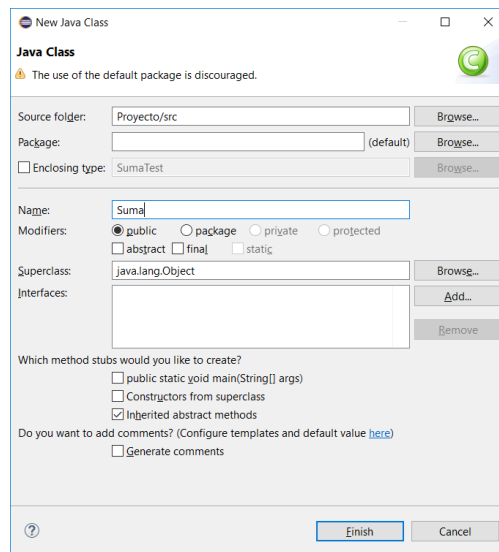 New Java Class
Java Class
The use of the default package is discouraged.
C
Source folder: Proyecto/src Browse...
Package: (default) Browse...
Enclosing type: SumaTest Browse...
Name: Suma
Modifiers: public package private protected
abstract final static
Superclass: java.lang.Object Browse...
Interfaces: Add...
Remove
Which method stubs would you like to create?
public static void main(String[] args)
Constructors from superclass
Inherited abstract methods
Do you want to add comments? (Configure templates and default value here)
Generate comments
? Finish Cancel